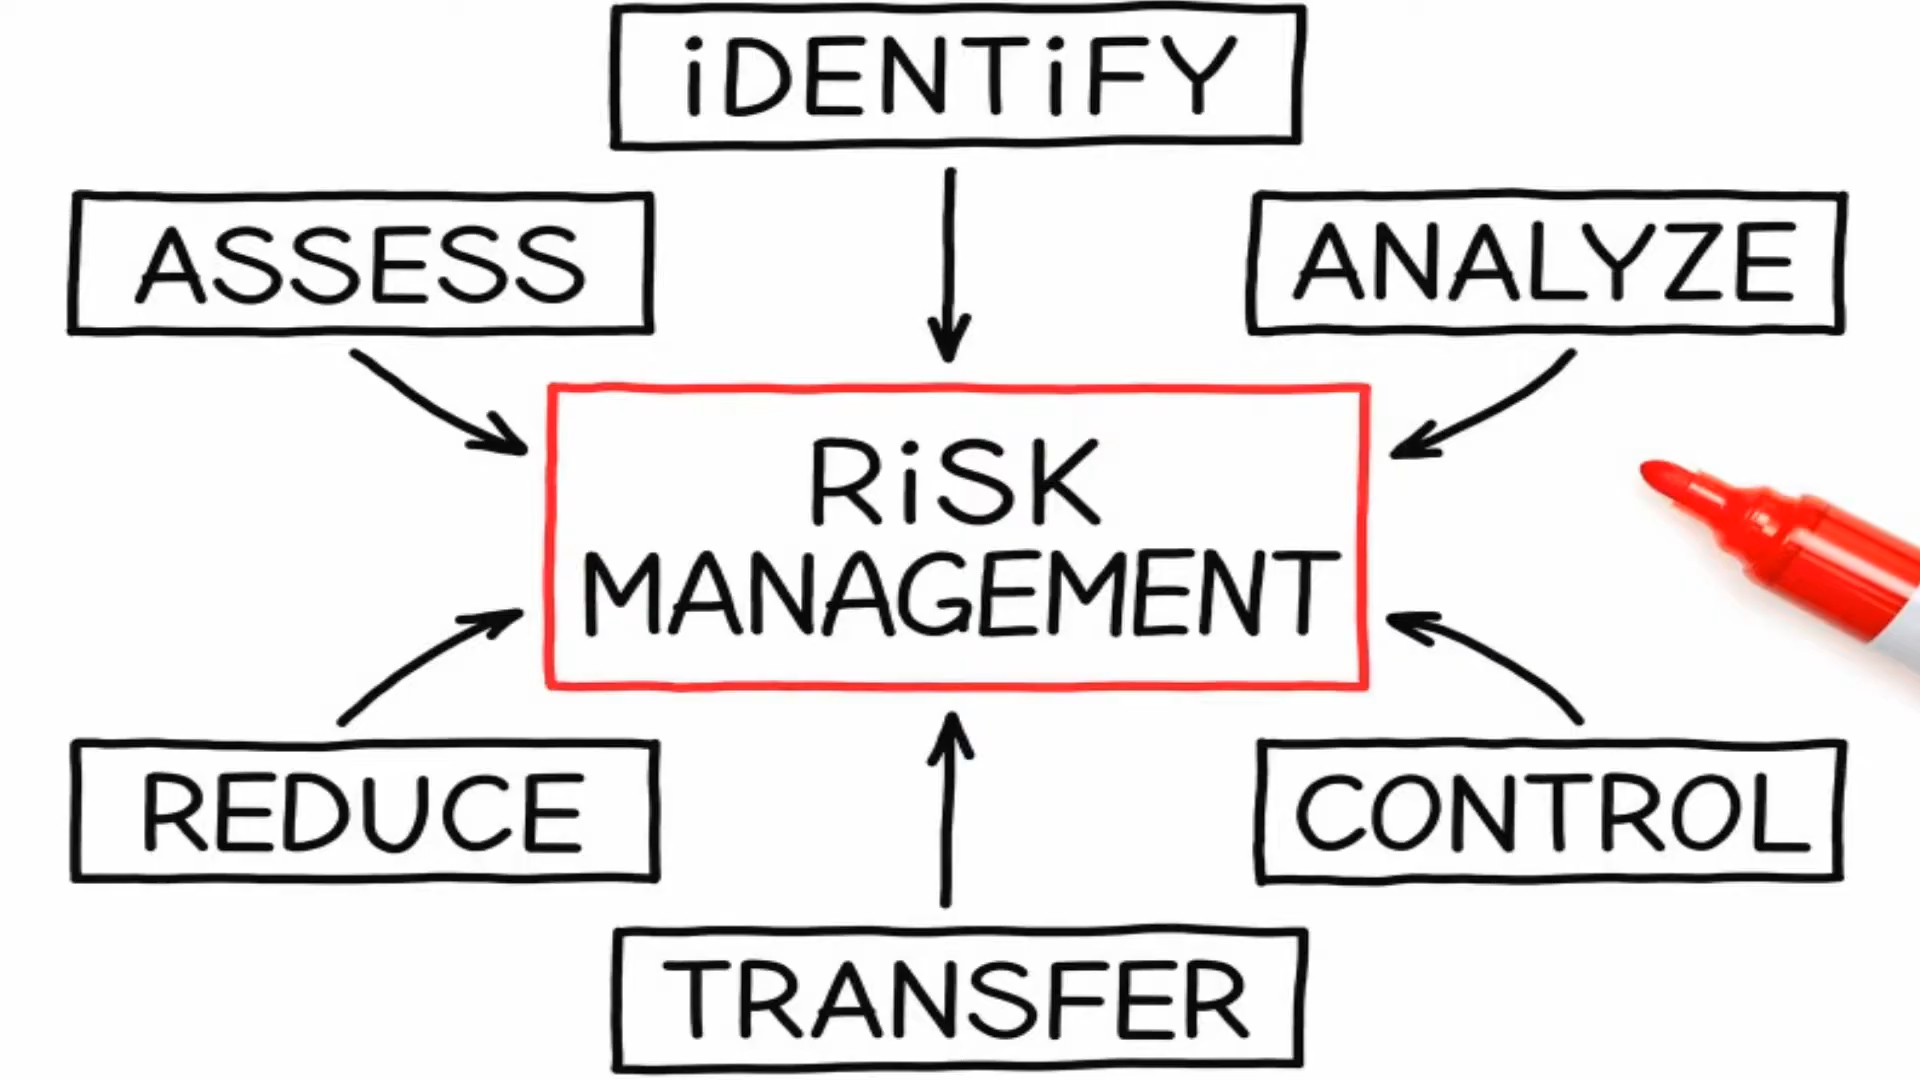 iDENTiFY
ASSESS
ANALYZE
RiSK
MANAGEMENT
REDUCE
CONTROL
TRANSFER